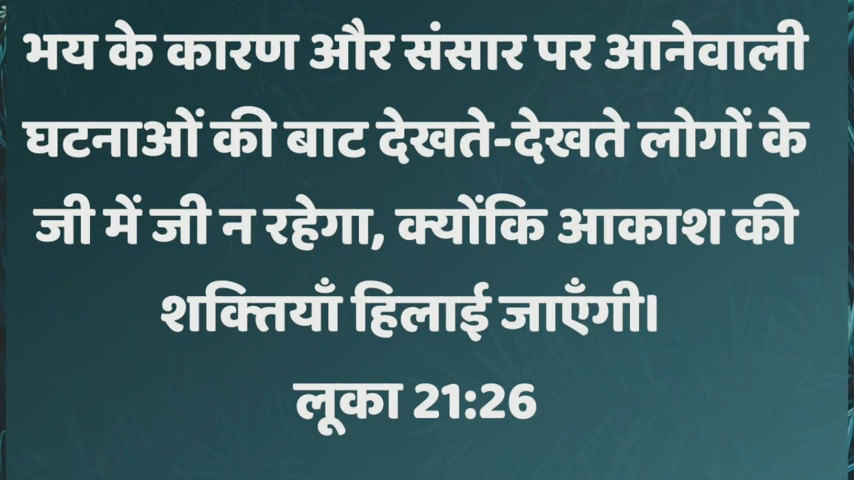 भय के कारण और संसार पर आनेवाली
घटनाओं की बाट देखते-देखते लोगों के
जी में जी न रहेगा, क्योंकि आकाश की
शक्तियाँ हिलाई जाएँगी।
लूका 21:26